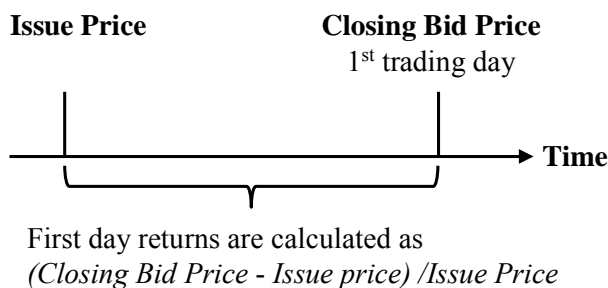 Issue Price
Closing Bid Price
1st trading day
Time
First day returns are calculated as
(Closing Bid Price - Issue price) /Issue Price